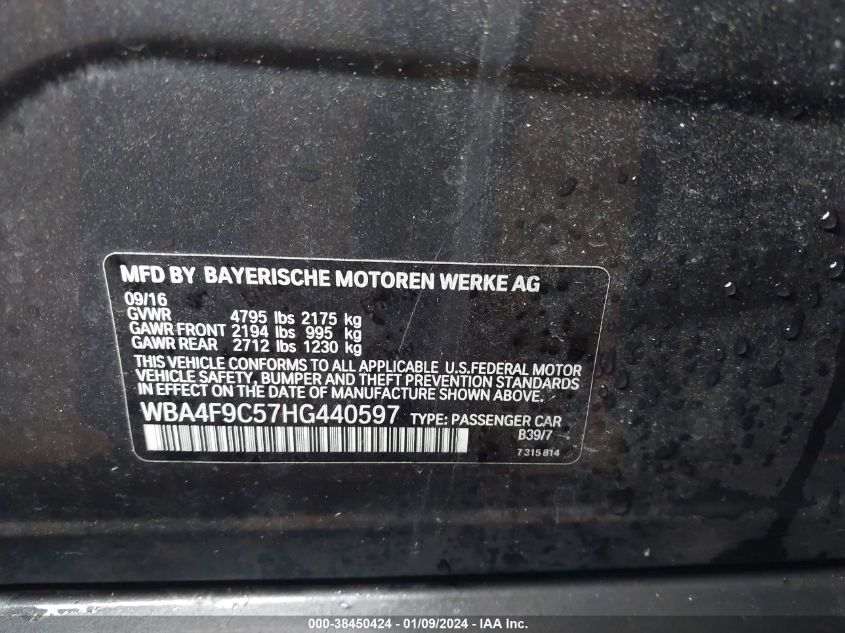 MFD BY BAYERISCHE MOTOREN WERKE AG
09/16
GVWR 4795 lbs 2175 kg
GAWR FRONT 2194 lbs 995 kg
GAWR REAR 2712 lbs 1230 kg
THIS VEHICLE CONFORMS TO ALL APPLICABLE U.S.FEDERAL MOTOR
VEHICLE SAFETY, BUMPER AND THEFT PREVENTION STANDARDS
IN EFFECT ON THE DATE OF MANUFACTURE SHOWN ABOVE.
WBA4F9C57HG440597 TYPE: PASSENGER CAR
B39/7
7 315 814
000-38450424 - 01/09/2024 - IAA Inc.